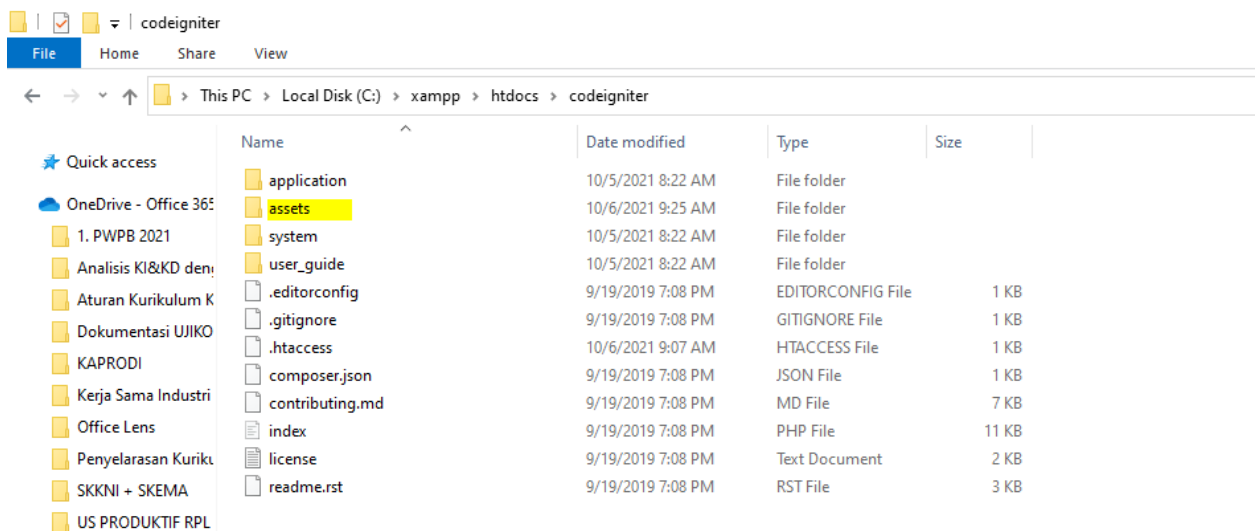 codeigniter
File Home Share View
This PC > Local Disk (C:) > xampp > htdocs > codeigniter
Name Date modified Type Size
Quick access
OneDrive - Office 365
1. PWPB 2021
Analisis KI&KD deng
Aturan Kurikulum K
Dokumentasi UJIKO
KAPRODI
Kerja Sama Industri
Office Lens
Penyelarasan Kuriku
SKKNI + SKEMA
US PRODUKTIF RPL
application 10/5/2021 8:22 AM File folder
assets 10/6/2021 9:25 AM File folder
system 10/5/2021 8:22 AM File folder
user_guide 10/5/2021 8:22 AM File folder
.editorconfig 9/19/2019 7:08 PM EDITORCONFIG File 1 KB
.gitignore 9/19/2019 7:08 PM GITIGNORE File 1 KB
.htaccess 10/6/2021 9:07 AM HTACCESS File 1 KB
composer.json 9/19/2019 7:08 PM JSON File 1 KB
contributing.md 9/19/2019 7:08 PM MD File 7 KB
index 9/19/2019 7:08 PM PHP File 11 KB
license 9/19/2019 7:08 PM Text Document 2 KB
readme.rst 9/19/2019 7:08 PM RST File 3 KB